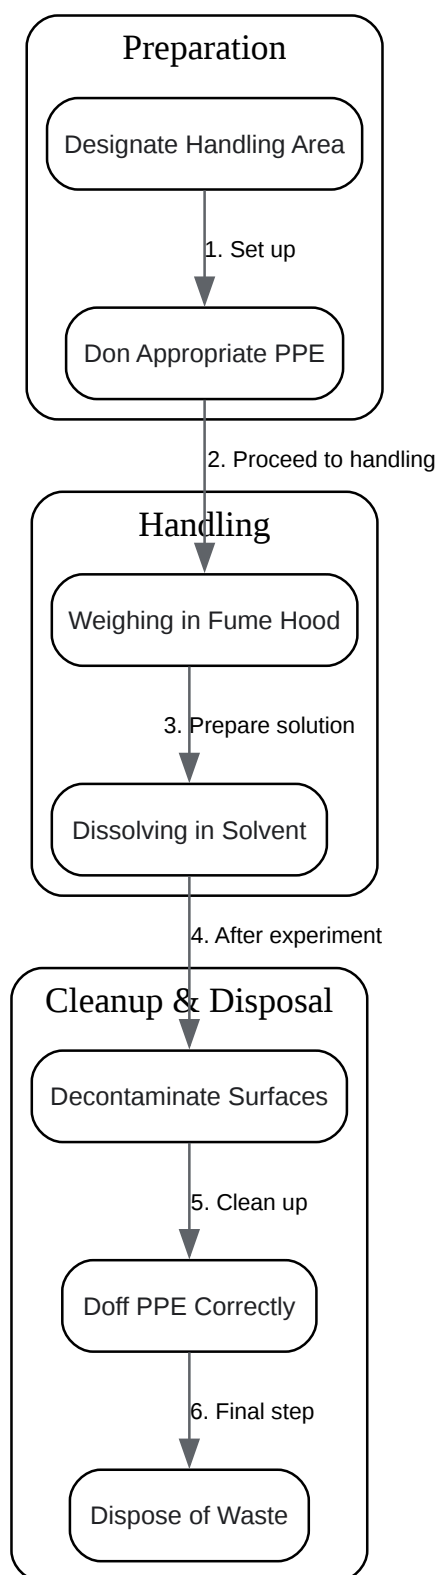 Preparation
Designate Handling Area
1. Set up
Don Appropriate PPE
2. Proceed to handling
Handling
Weighing in Fume Hood
3. Prepare solution
Dissolving in Solvent
4. After experiment
Cleanup & Disposal
Decontaminate Surfaces
5. Clean up
Doff PPE Correctly
6. Final step
Dispose of Waste